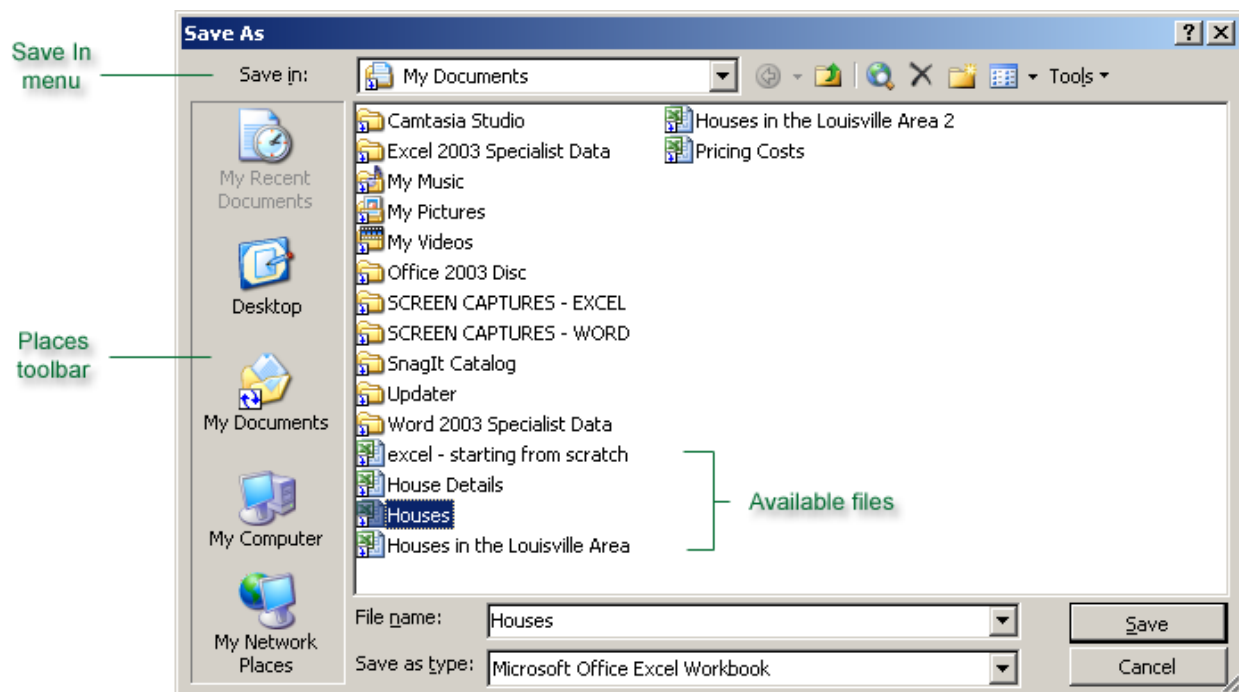 Save As
Save In
menu
Save in:
My Documents
Tools
My Recent
Documents
Desktop
Places
toolbar
My Documents
My Computer
My Network
Places
Camtasia Studio
Excel 2003 Specialist Data
My Music
My Pictures
My Videos
Office 2003 Disc
SCREEN CAPTURES - EXCEL
SCREEN CAPTURES - WORD
SnagIt Catalog
Updater
Word 2003 Specialist Data
excel - starting from scratch
House Details
Houses
Houses in the Louisville Area
Houses in the Louisville Area 2
Pricing Costs
Available files
File name:
Houses
Save
Save as type:
Microsoft Office Excel Workbook
Cancel